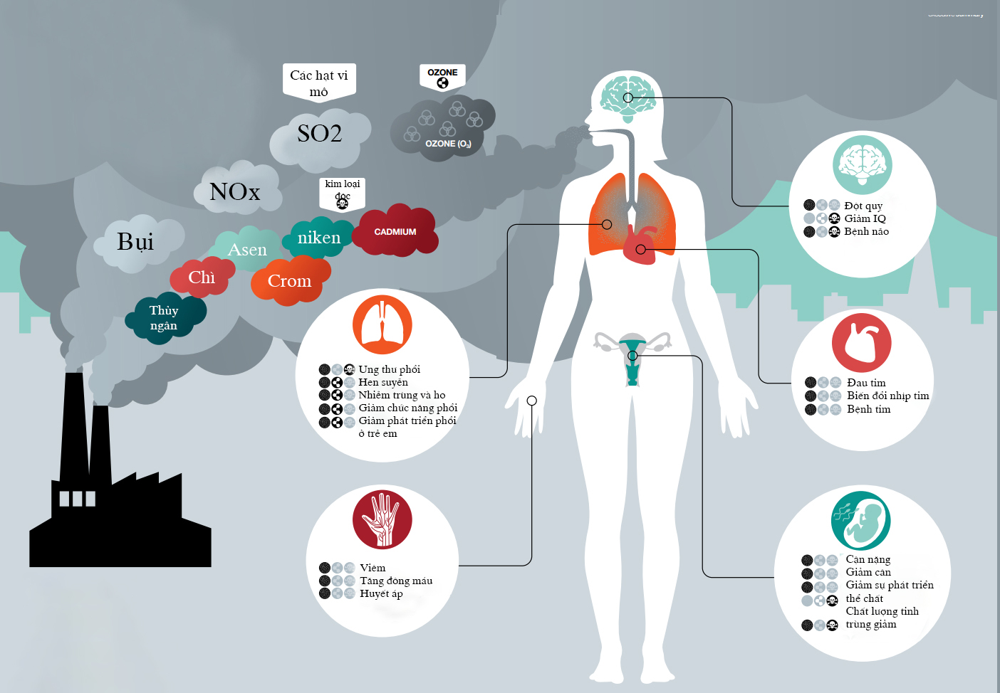 executive summary
Các hạt vi
mô
OZONE
SO2
OZONE (O₃)
NOx
kim loại
độc
Bụi
Asen
niken
CADMIUM
Chì
Crom
Thủy
ngân
Đột quỵ
Giảm IQ
Bệnh não
Ung thư phổi
Hen suyễn
Nhiễm trùng và ho
Giảm chức năng phổi
Giảm phát triển phổi
ở trẻ em
Đau tim
Biến đổi nhịp tim
Bệnh tim
Viêm
Tăng đông máu
Huyết áp
Cân nặng
Giảm cân
Giảm sự phát triển
thể chất
Chất lượng tinh
trùng giảm